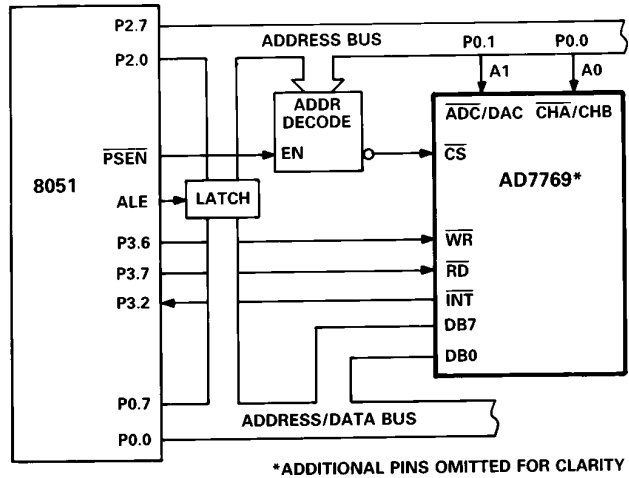 P2.7
ADDRESS BUS
P0.1
P0.0
P2.0
A1
A0
ADDR
DECODE
ADC/DAC
CHA/CHB
PSEN
EN
CS
8051
AD7769*
ALE
LATCH
P3.6
WR
P3.7
RD
P3.2
INT
DB7
DB0
P0.7
ADDRESS/DATA BUS
P0.0
*ADDITIONAL PINS OMITTED FOR CLARITY